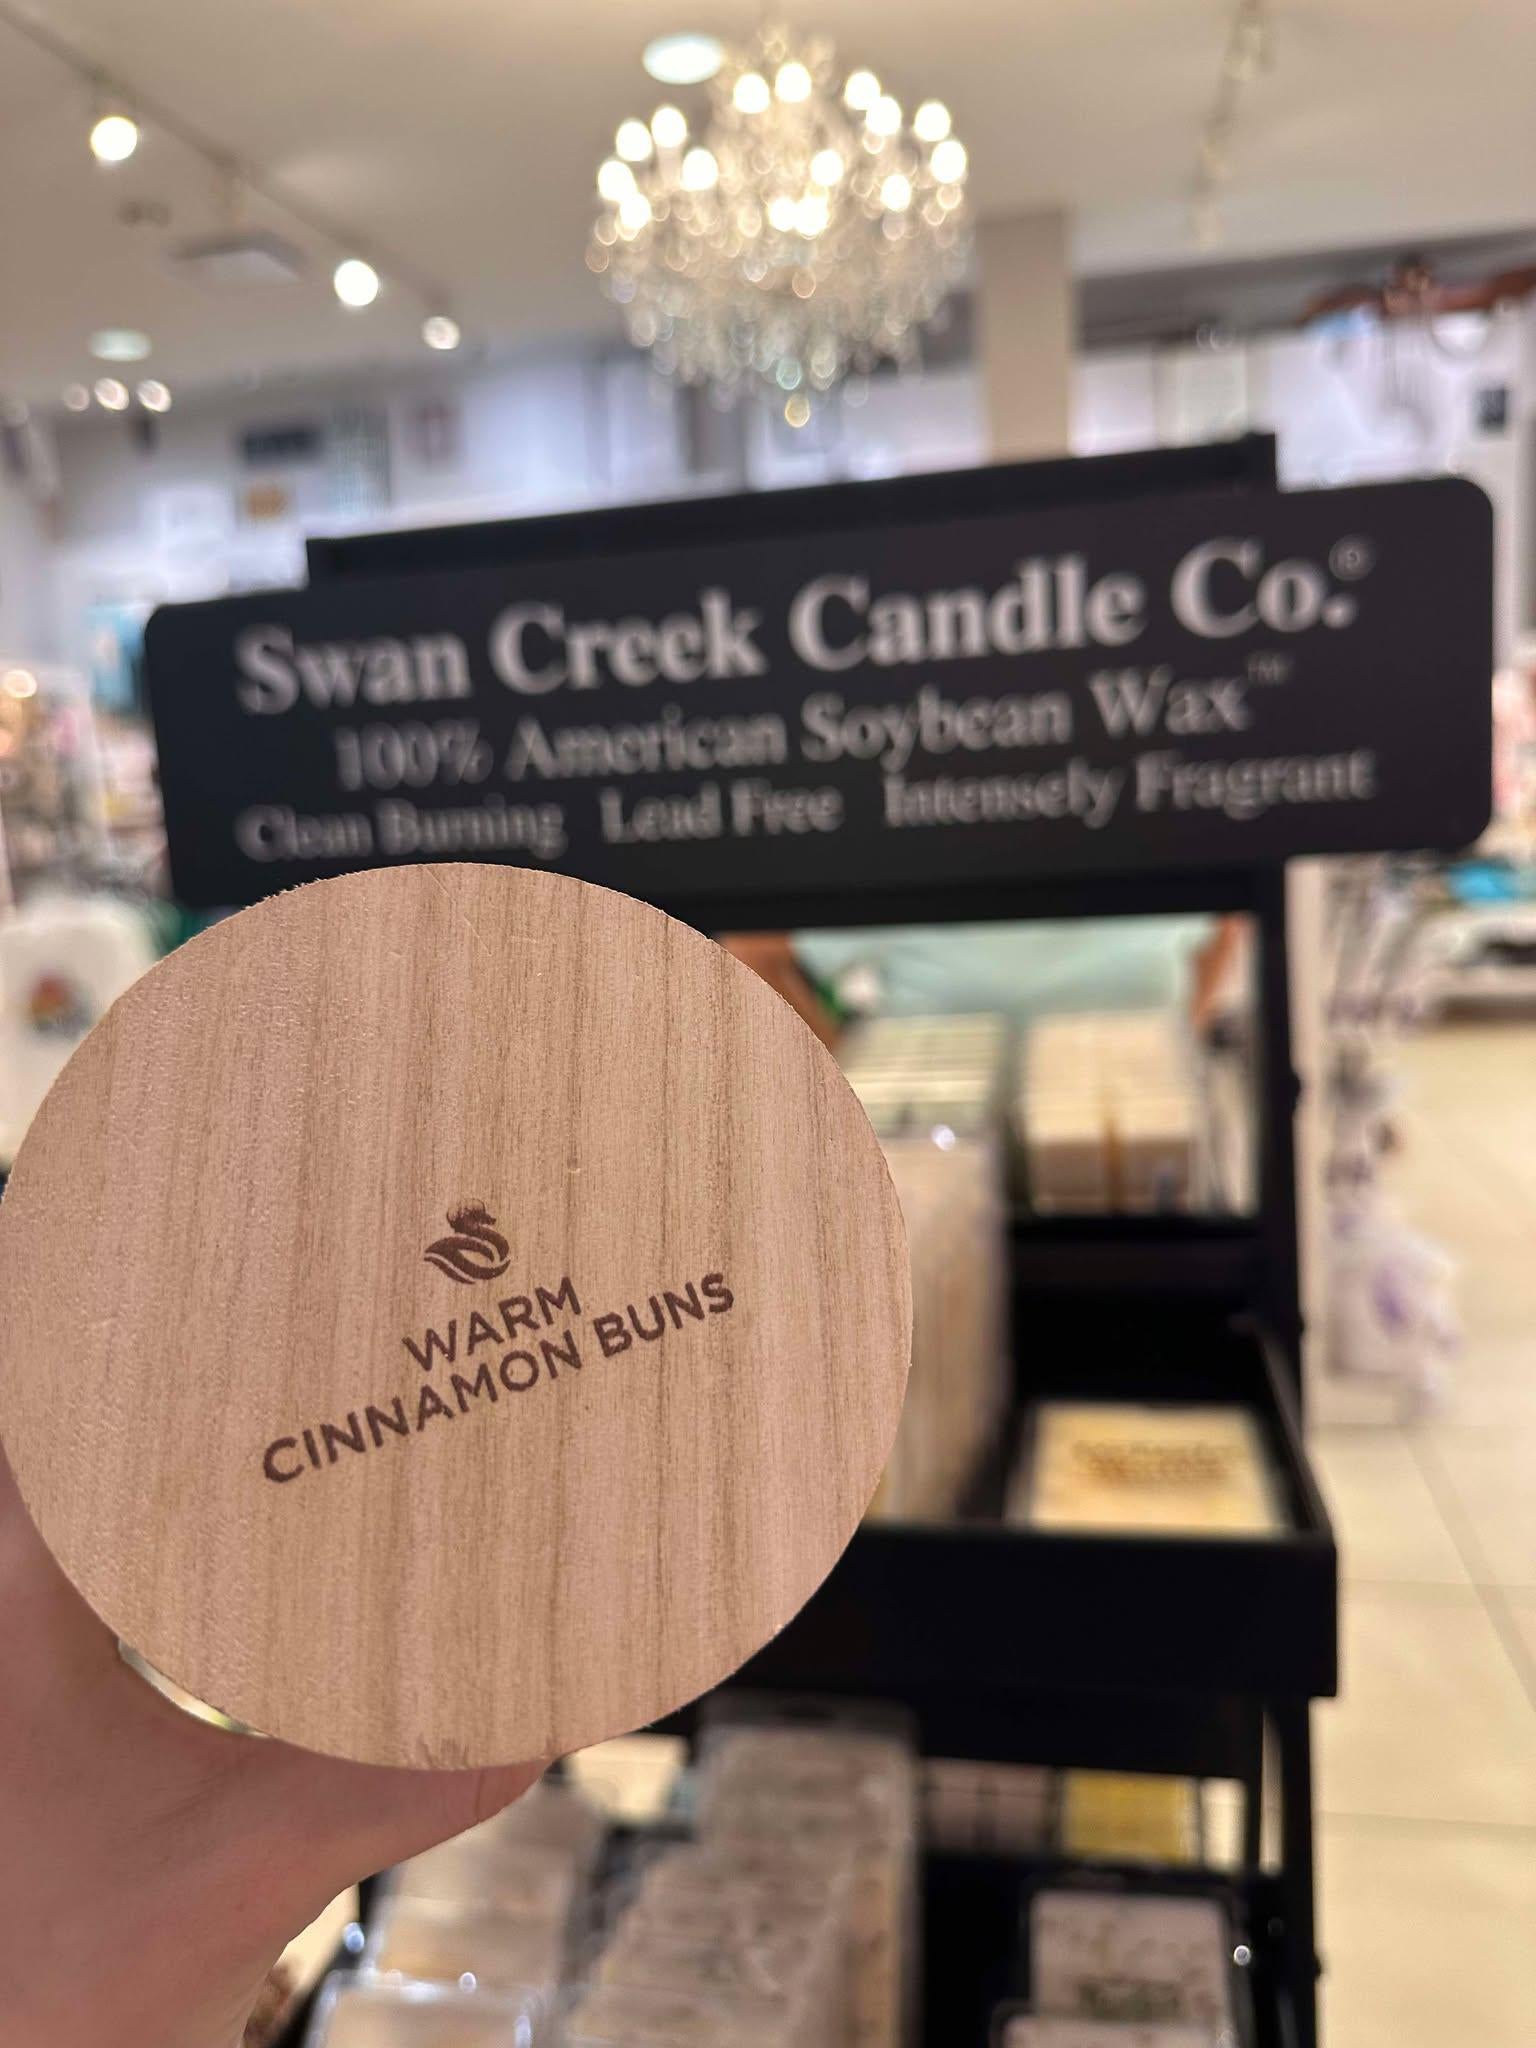 Swan Creek Candle Co.®
100% American Soybean Wax™
Clean Burning Lead Free Intensely Fragrant
WARM
CINNAMON BUNS